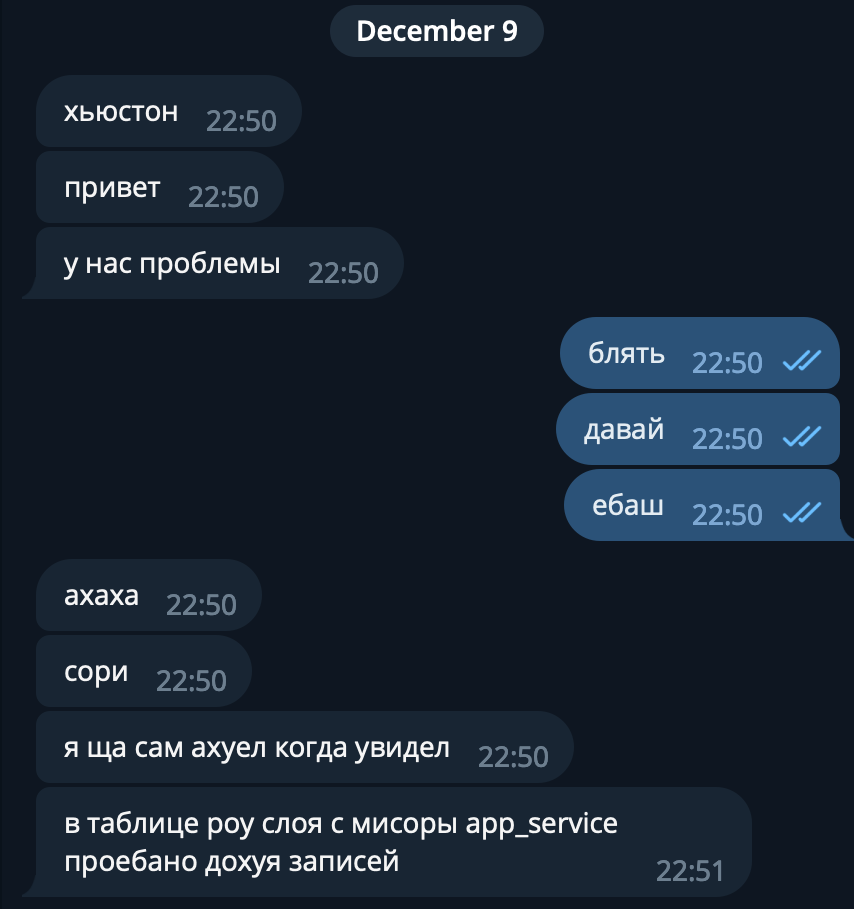 December 9
хьюстон 22:50
привет 22:50
у нас проблемы 22:50
блять 22:50
давай 22:50
ебаш 22:50
ахаха 22:50
сори 22:50
я ща сам ахуел когда увидел 22:50
в таблице роу слоя с мисоры app_service
проебано дохуя записей 22:51